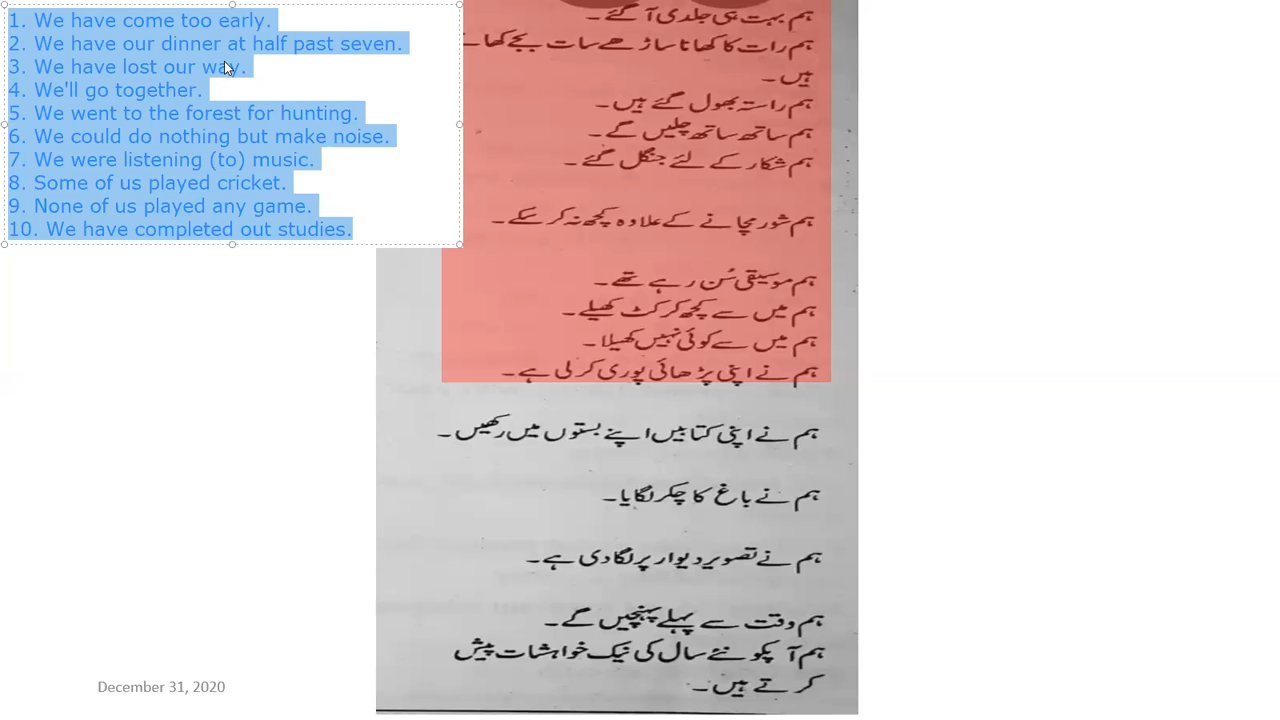 1. We have come too early.
2. We have our dinner at half past seven.
3. We have lost our way.
4. We'll go together.
5. We went to the forest for hunting.
6. We could do nothing but make noise.
7. We were listening (to) music.
8. Some of us played cricket.
9. None of us played any game.
10. We have completed out studies.
ہم بہت ہی جلدی آ گئے ۔
ہم رات کا کھانا ساڑھے سات بجے کھاتے
ہیں ۔
ہم راستہ بھول گئے ہیں ۔
ہم ساتھ ساتھ چلیں گے ۔
ہم شکار کے لئے جنگل گئے ۔
ہم شور مچانے کے علاوہ کچھ نہ کر سکے ۔
ہم موسیقی سُن رہے تھے ۔
ہم میں سے کچھ کرکٹ کھیلے ۔
ہم میں سے کوئی نہیں کھیلا ۔
ہم نے اپنی پڑھائی پوری کر لی ہے ۔
ہم نے اپنی کتابیں اپنے بستوں میں رکھیں ۔
ہم نے باغ کا چکر لگایا ۔
ہم نے تصویر دیوار پر لگا دی ہے ۔
ہم وقت سے پہلے پہنچیں گے ۔
ہم آپکو نئے سال کی نیک خواہشات پیش
کرتے ہیں ۔
December 31, 2020